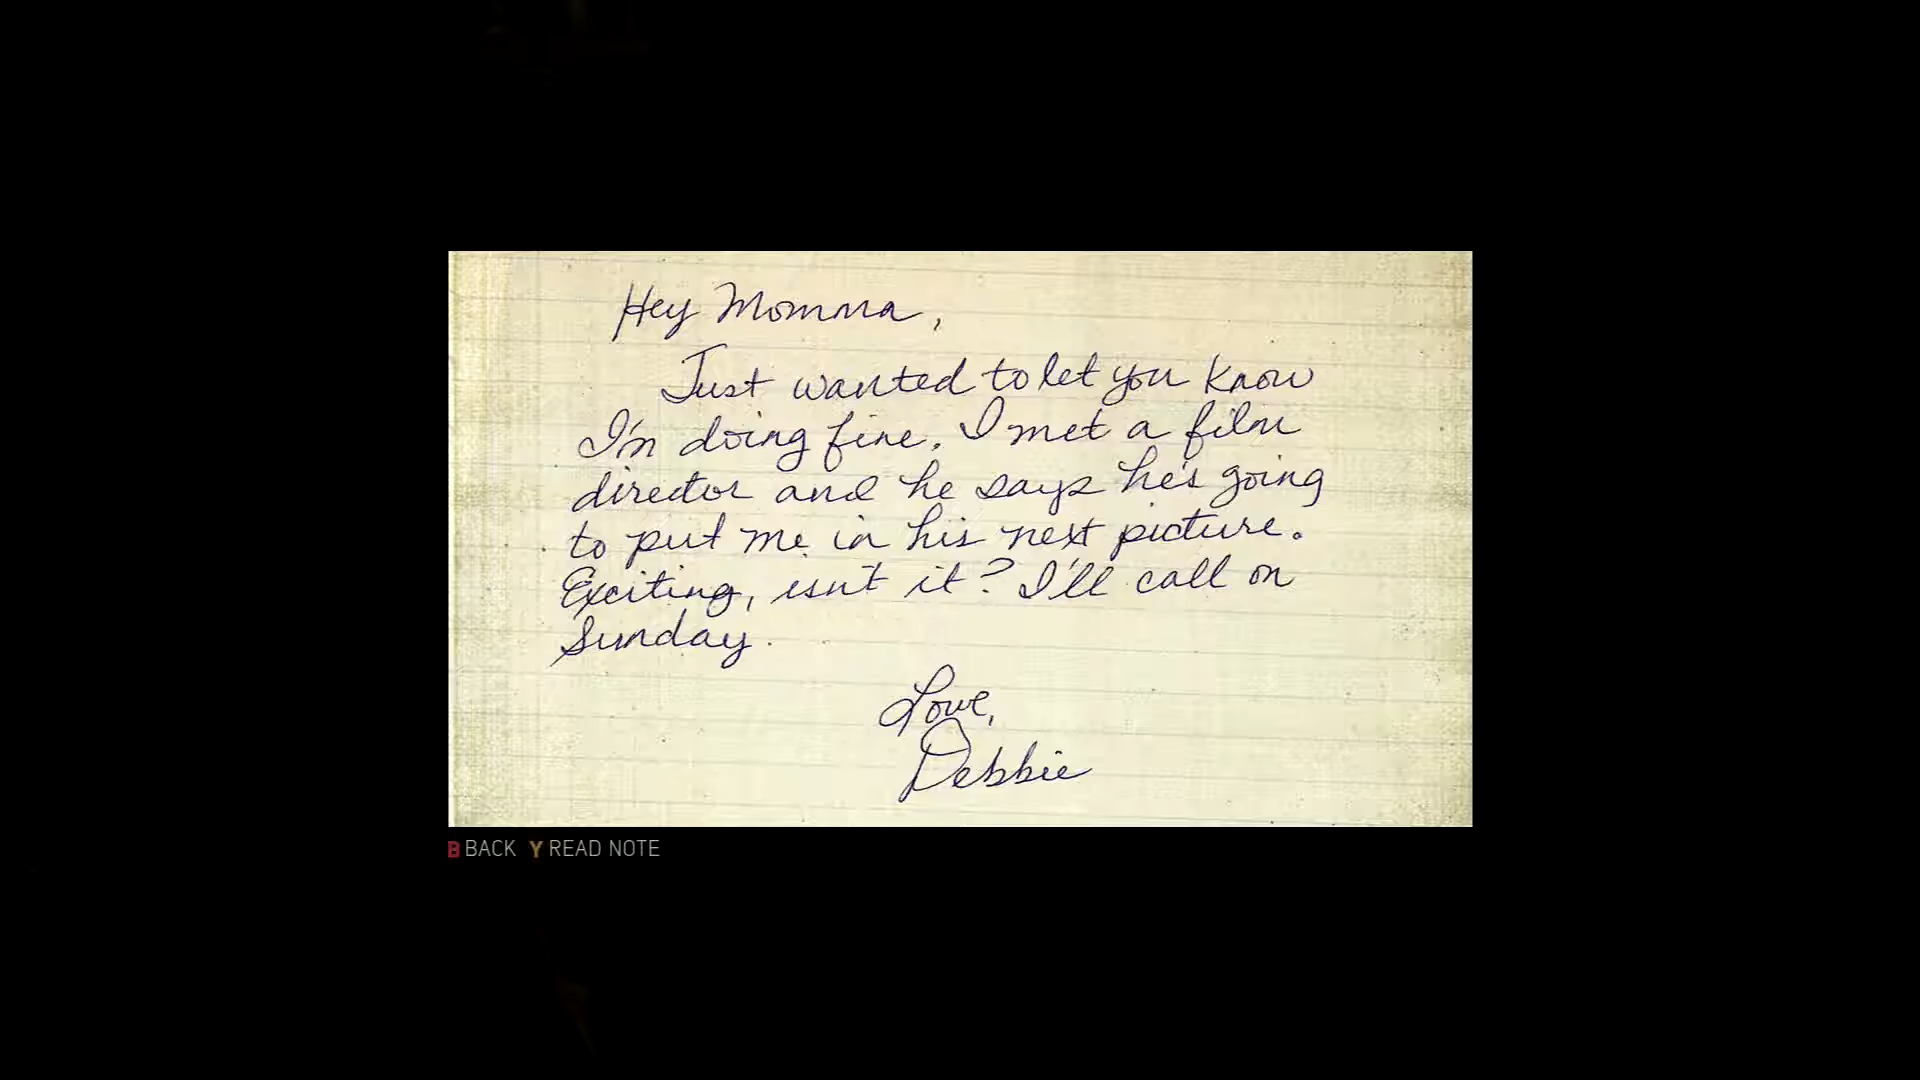 Hey Momma,
Just wanted to let you know
I'm doing fine. I met a film
director and he says he's going
to put me in his next picture.
Exciting, isn't it? I'll call on
Sunday.
Love,
Debbie
B BACK Y READ NOTE